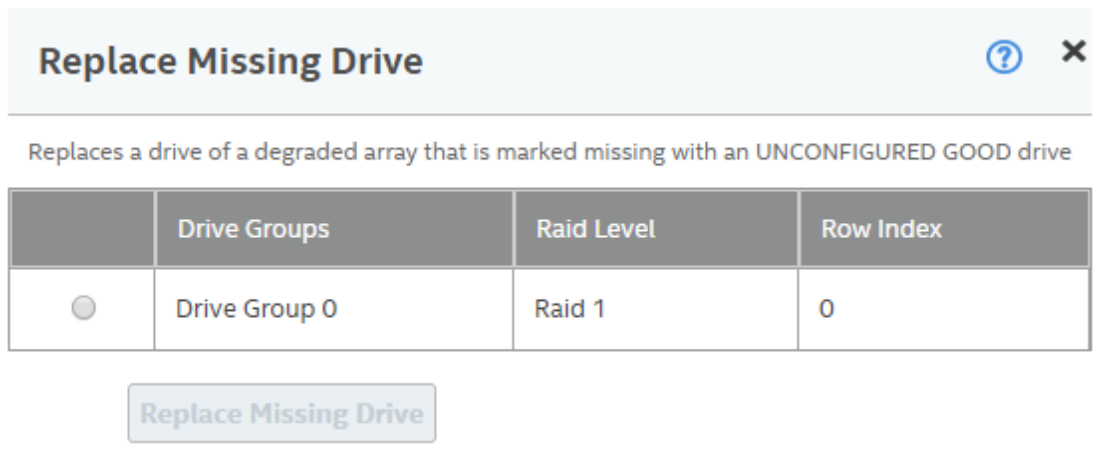 Replace Missing Drive
Replaces a drive of a degraded array that is marked missing with an UNCONFIGURED GOOD drive
Drive Groups Raid Level Row Index
Drive Group 0 Raid 1 0
Replace Missing Drive